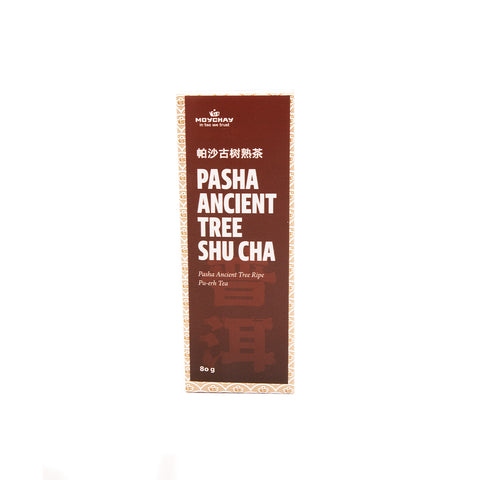 MOYCHAY
in tea we trust
帕沙古树熟茶
PASHA
ANCIENT
TREE
SHU CHA
Pasha Ancient Tree Ripe
Pu-erh Tea
普
洱
80 g